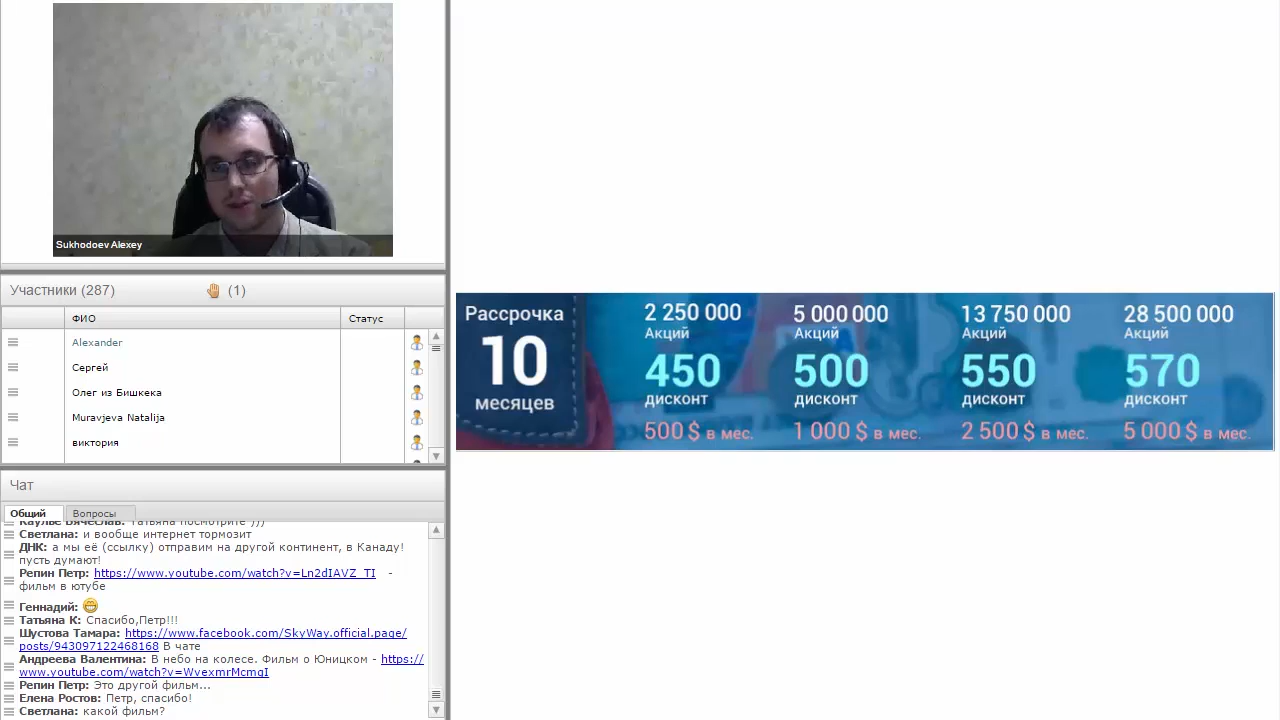 Sukhodoev Alexey
Участники (287)
(1)
ФИО
Статус
Alexander
Сергей
Олег из Бишкека
Muravjeva Natalija
виктория
Чат
Общий
Вопросы
Каулье Вячеслав: Татьяна посмотрите )))
Светлана: и вообще интернет тормозит
ДНК: а мы её (ссылку) отправим на другой континент, в Канаду!
пусть думают!
Репин Петр: https://www.youtube.com/watch?v=Ln2dIAVZ_TI -
фильм в ютубе
Геннадий:
Татьяна К: Спасибо,Петр!!!
Шустова Тамара: https://www.facebook.com/SkyWay.official.page/
posts/943097122468168 В чате
Андреева Валентина: В небо на колесе. Фильм о Юницком - https://
www.youtube.com/watch?v=WvexmrMcmgI
Репин Петр: Это другой фильм...
Елена Ростов: Петр, спасибо!
Светлана: какой фильм?
Рассрочка
10
месяцев
2 250 000
Акций
450
дисконт
500 $ в мес.
5 000 000
Акций
500
дисконт
1 000 $ в мес.
13 750 000
Акций
550
дисконт
2 500 $ в мес.
28 500 000
Акций
570
дисконт
5 000 $ в мес.